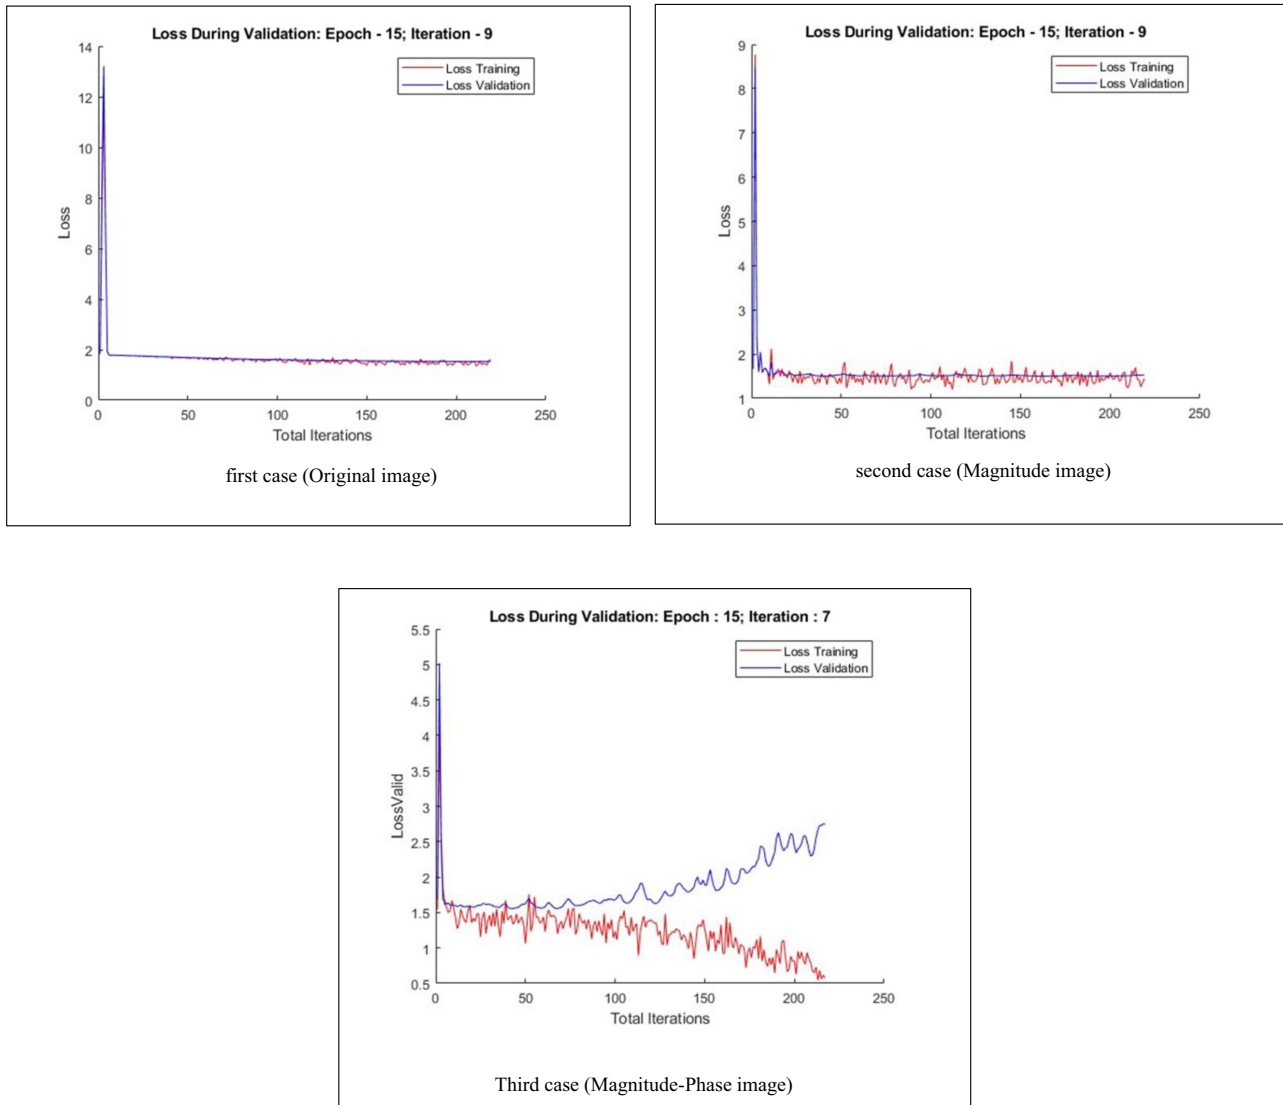 Loss During Validation: Epoch - 15; Iteration - 9
14
12
10
8
6
4
2
0
Loss
Loss Training
Loss Validation
0 50 100 150 200 250
Total Iterations
first case (Original image)
Loss During Validation: Epoch - 15; Iteration - 9
9
8
7
6
5
4
3
2
1
Loss
Loss Training
Loss Validation
0 50 100 150 200 250
Total Iterations
second case (Magnitude image)
Loss During Validation: Epoch : 15; Iteration : 7
5.5
5
4.5
4
3.5
3
2.5
2
1.5
1
0.5
LossValid
Loss Training
Loss Validation
0 50 100 150 200 250
Total Iterations
Third case (Magnitude-Phase image)